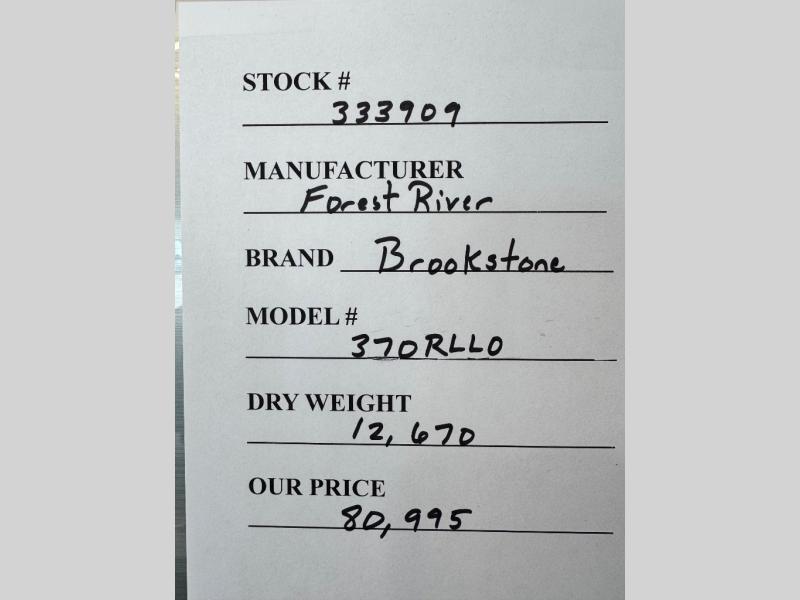 STOCK #
333909
MANUFACTURER
Forest River
BRAND Brookstone
MODEL #
370RLLO
DRY WEIGHT
12,670
OUR PRICE
80,995